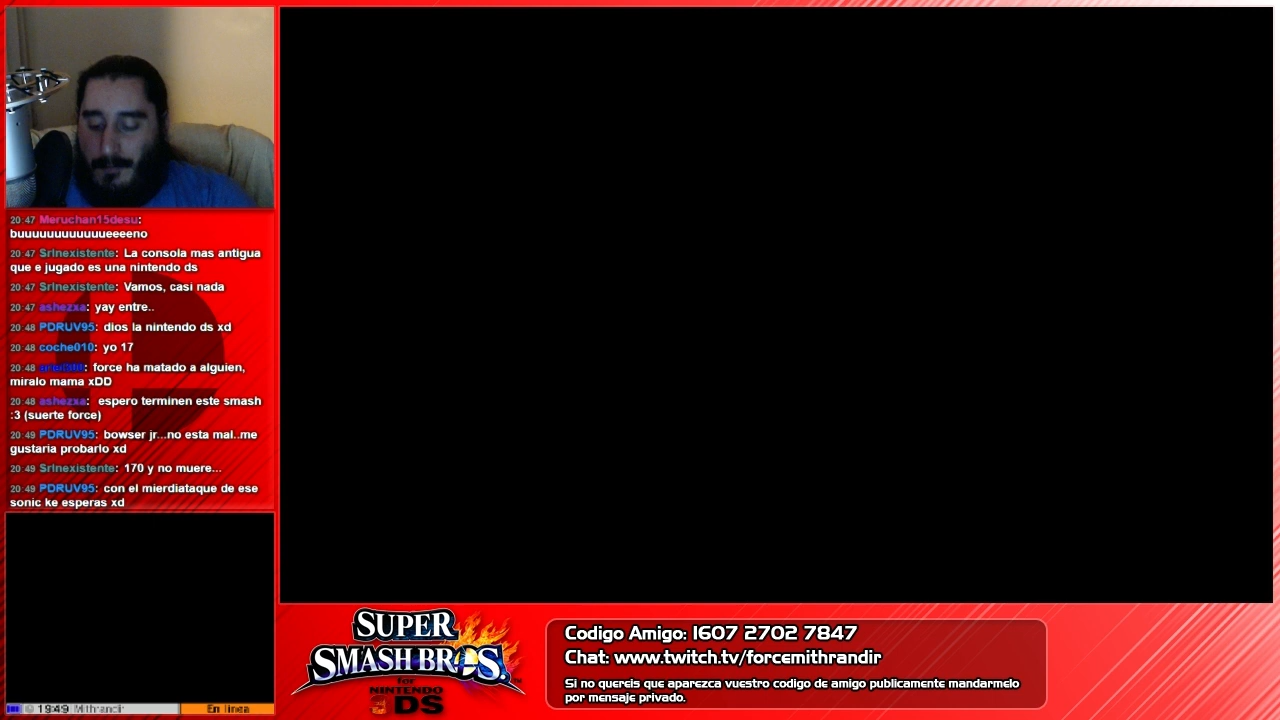 20:47 Meruchan15desu:
buuuuuuuuuuuueeeeno
20:47 SrInexistente: La consola mas antigua
que e jugado es una nintendo ds
20:47 SrInexistente: Vamos, casi nada
20:47 ashezxa: yay entre..
20:48 PDRUV95: dios la nintendo ds xd
20:48 coche010: yo 17
20:48 : force ha matado a alguien,
miralo mama xDD
20:48 ashezxa: espero terminen este smash
:3 (suerte force)
20:49 PDRUV95: bowser jr...no esta mal..me
gustaria probarlo xd
20:49 SrInexistente: 170 y no muere...
20:49 PDRUV95: con el mierdiataque de ese
sonic ke esperas xd
19:49 Mithrandir En línea
SUPER
SMASH BROS.
for
NINTENDO
DS
Codigo Amigo: 1607 2702 7847
Chat: www.twitch.tv/forcemithrandir
Si no quereis que aparezca vuestro codigo de amigo publicamente mandarmelo
por mensaje privado.